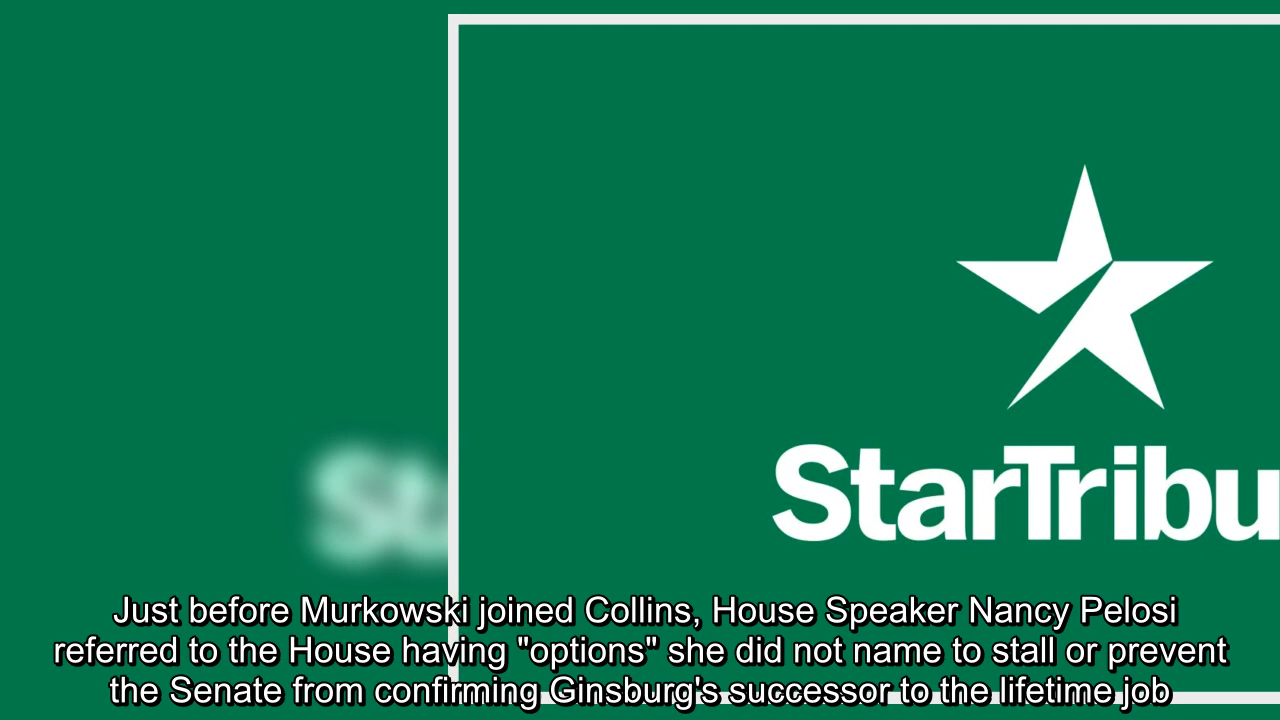 StarTribu
St
Just before Murkowski joined Collins, House Speaker Nancy Pelosi
referred to the House having "options" she did not name to stall or prevent
the Senate from confirming Ginsburg's successor to the lifetime job